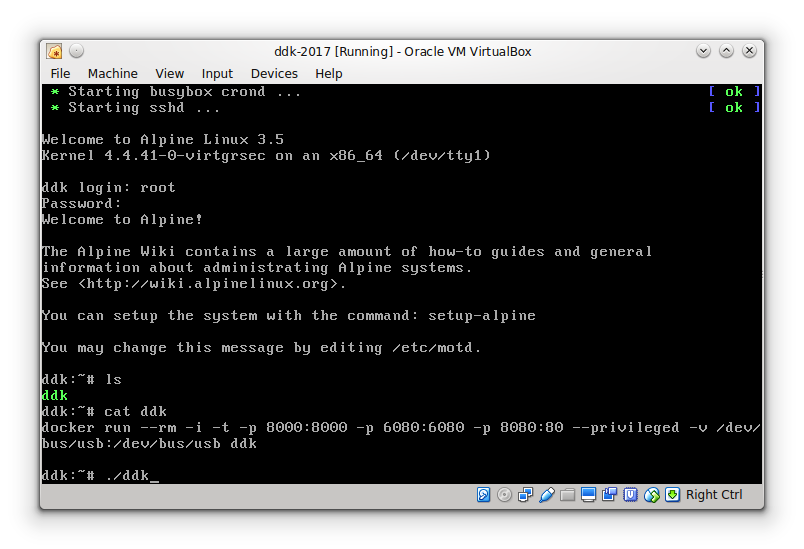 ddk-2017 [Running] - Oracle VM VirtualBox
File Machine View Input Devices Help
* Starting busybox crond ... [ ok ]
* Starting sshd ... [ ok ]
Welcome to Alpine Linux 3.5
Kernel 4.4.41-0-virtgrsec on an x86_64 (/dev/tty1)
ddk login: root
Password:
Welcome to Alpine!
The Alpine Wiki contains a large amount of how-to guides and general
information about administrating Alpine systems.
See <http://wiki.alpinelinux.org>.
You can setup the system with the command: setup-alpine
You may change this message by editing /etc/motd.
ddk:~# ls
ddk
ddk:~# cat ddk
docker run --rm -i -t -p 8000:8000 -p 6080:6080 -p 8080:80 --privileged -v /dev/
bus/usb:/dev/bus/usb ddk
ddk:~# ./ddk_
Right Ctrl